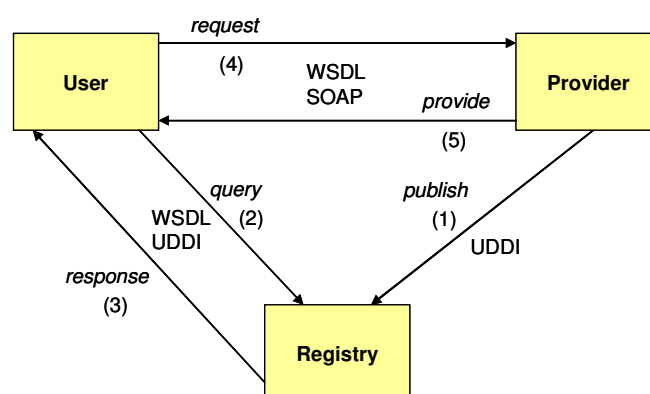 request
(4)
User
WSDL
SOAP
Provider
provide
(5)
query
(2)
publish
(1)
WSDL
UDDI
UDDI
response
(3)
Registry